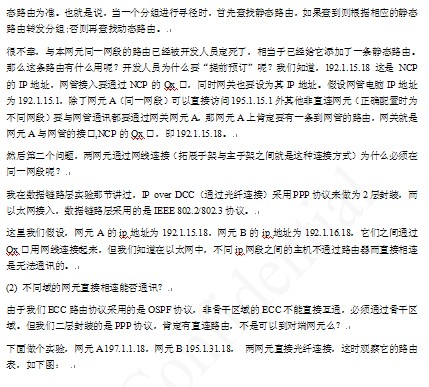 态路由为准。也就是说，当一个分组进行寻径时，首先查找静态路由，如果查到则根据相应的静态
路由转发分组;否则再查找动态路由。
很不幸。与本网元同一网段的路由已经被开发人员定死了，相当于已经给它添加了一条静态路由。
那么这条路由有什么用呢？开发人员为什么要“提前预订”呢？我们知道，192.1.15.18 这是 NCP
的 IP 地址，网管接入要通过 NCP 的 Qx 口，同时网关也要设为其 IP 地址。假设网管电脑 IP 地址
为 192.1.15.1，除了网元 A（同一网段）可以直接访问 195.1.15.1 外其他非直连网元（正确配置时为
不同网段）要与网管通讯都要通过网关网元 A，那网元 A 上肯定要有一条到网管的路由，网关就是
网元 A 与网管的接口,NCP 的 Qx 口，即 192.1.15.18。
然后第二个问题，两网元通过网线连接（拓展子架与主子架之间就是这种连接方式）为什么必须在
同一网段呢？
我在数据链路层实验那节讲过，IP over DCC（通过光纤连接）采用 PPP 协议来做为 2 层封装，而
以太网接入，数据链路层采用的是 IEEE 802.2/802.3 协议。
这里我们假设，网元 A 的 ip 地址为 192.1.15.18，网元 B 的 ip 地址为 192.1.16.18，它们之间通过
Qx 口用网线连接起来，但我们知道在以太网中，不同 ip 网段之间的主机不通过路由器而直接相连
是无法通讯的。
(2) 不同域的网元直接相连能否通讯？
由于我们 ECC 路由协议采用的是 OSPF 协议，非骨干区域的 ECC 不能直接互通，必须通过骨干区
域。但我们二层封装的是 PPP 协议，肯定有直连路由，不是可以到对端网元么？
下面做个实验，网元 A197.1.1.18，网元 B 195.1.31.18， 两网元直接光纤连接，这时观察它的路由
表，如下图：
Confidential